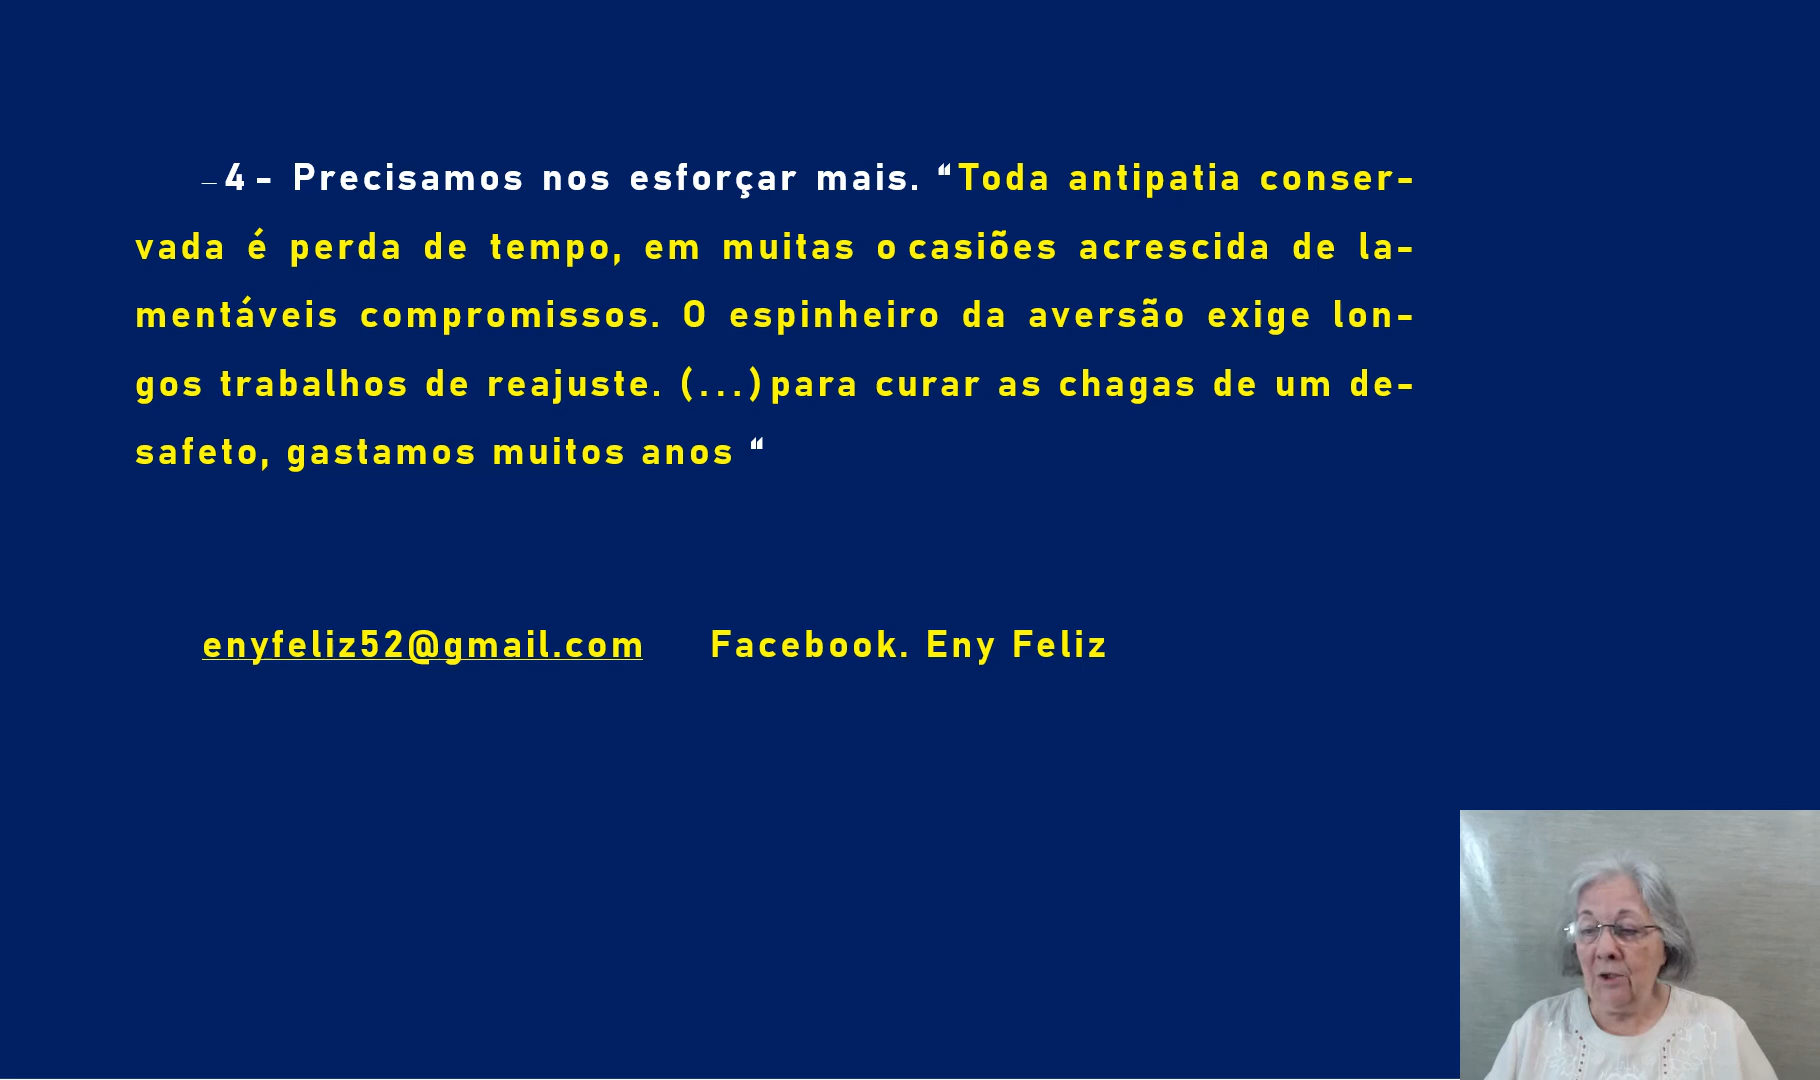 –4- Precisamos nos esforçar mais. “Toda antipatia conser-
vada é perda de tempo, em muitas ocasiões acrescida de la-
mentáveis compromissos. O espinheiro da aversão exige lon-
gos trabalhos de reajuste. (...)para curar as chagas de um de-
safeto, gastamos muitos anos “
enyfeliz52@gmail.com Facebook. Eny Feliz